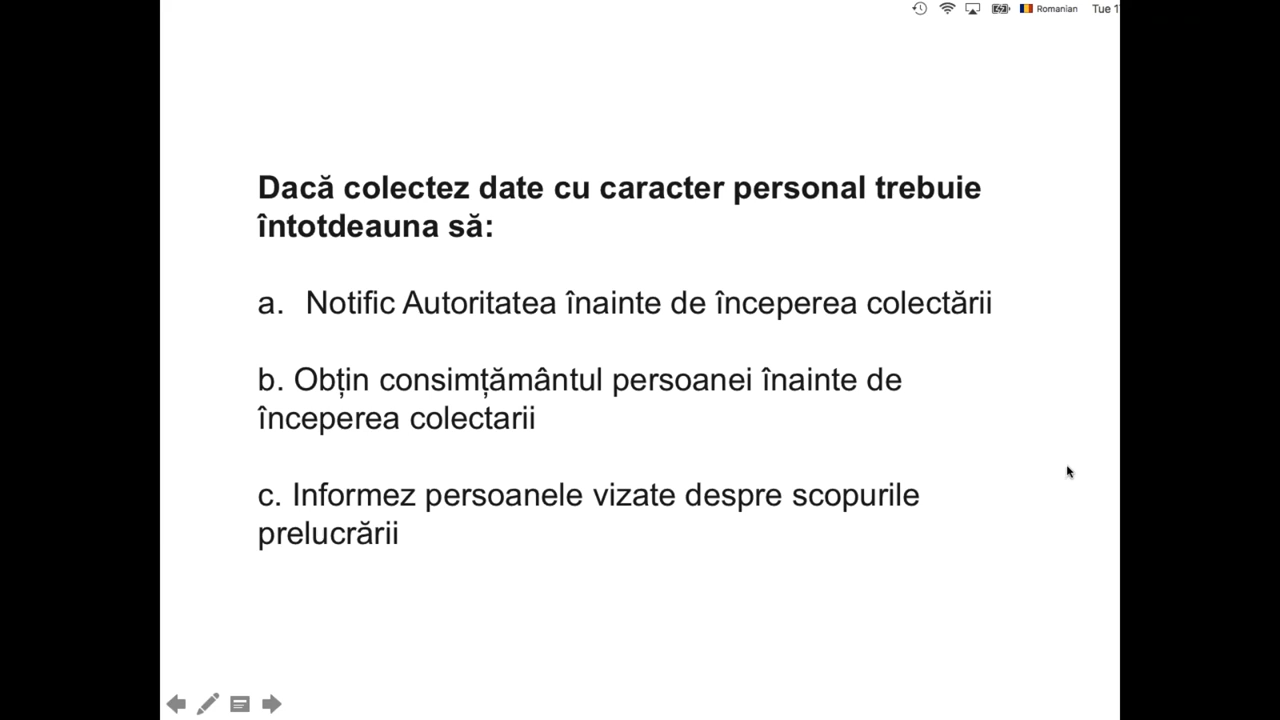 Romanian Tue 1
Dacă colectez date cu caracter personal trebuie
întotdeauna să:
a. Notific Autoritatea înainte de începerea colectării
b. Obțin consimțământul persoanei înainte de
începerea colectarii
c. Informez persoanele vizate despre scopurile
prelucrării